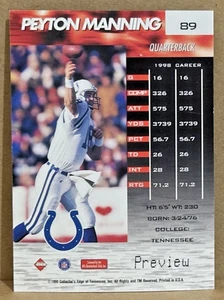 PEYTON MANNING
89
QUARTERBACK
1998 CAREER
G 16 16
COMP 326 326
ATT 575 575
YDS 3739 3739
PCT 56.7 56.7
TD 26 26
INT 28 28
RTG 71.2 71.2
HT: 6'5" WT: 230
BORN: 3-24-76
COLLEGE:
TENNESSEE
Preview